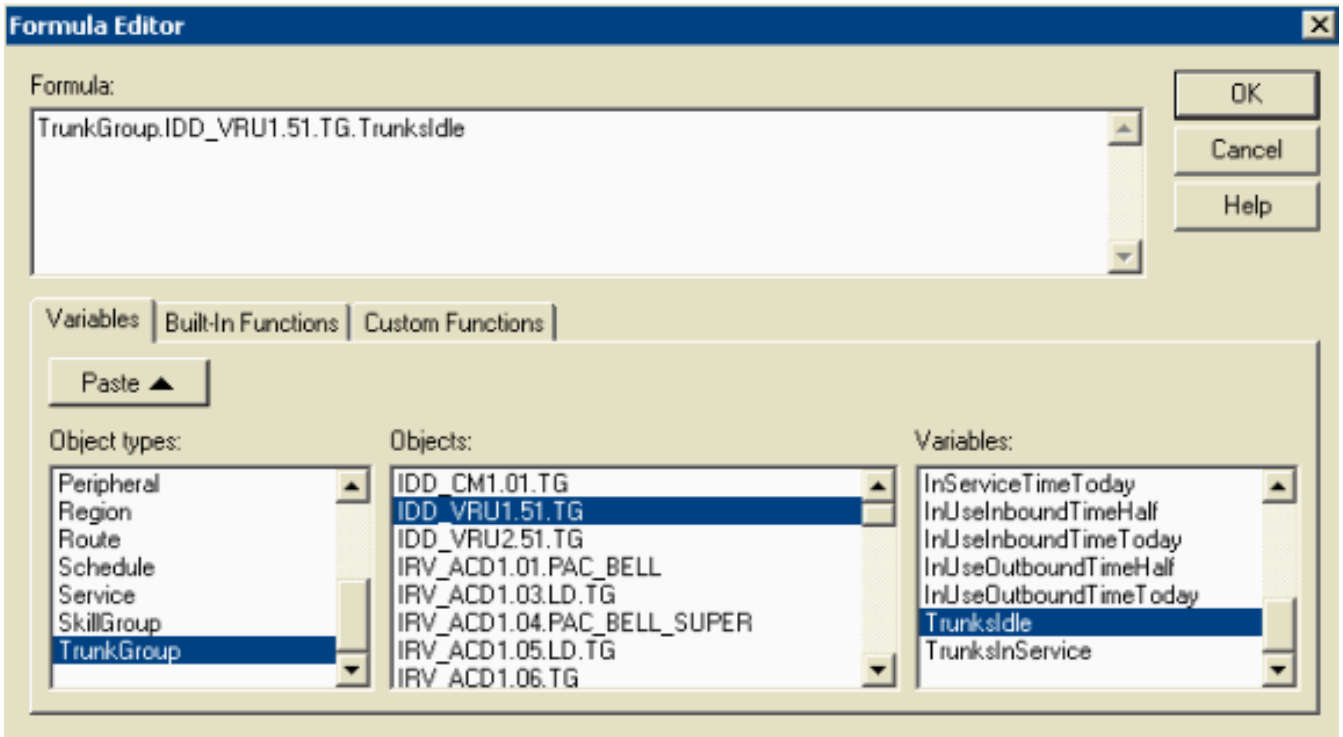 Formula Editor
Formula:
TrunkGroup.IDD_VRU1.51.TG.TrunksIdle
OK
Cancel
Help
Variables
Built-In Functions
Custom Functions
Paste
Object types:
Peripheral
Region
Route
Schedule
Service
SkillGroup
TrunkGroup
Objects:
IDD_CM1.01.TG
IDD_VRU1.51.TG
IDD_VRU2.51.TG
IRV_ACD1.01.PAC_BELL
IRV_ACD1.03.LD.TG
IRV_ACD1.04.PAC_BELL_SUPER
IRV_ACD1.05.LD.TG
IRV_ACD1.06.TG
Variables:
InServiceTimeToday
InUseInboundTimeHalf
InUseInboundTimeToday
InUseOutboundTimeHalf
InUseOutboundTimeToday
TrunksIdle
TrunksInService